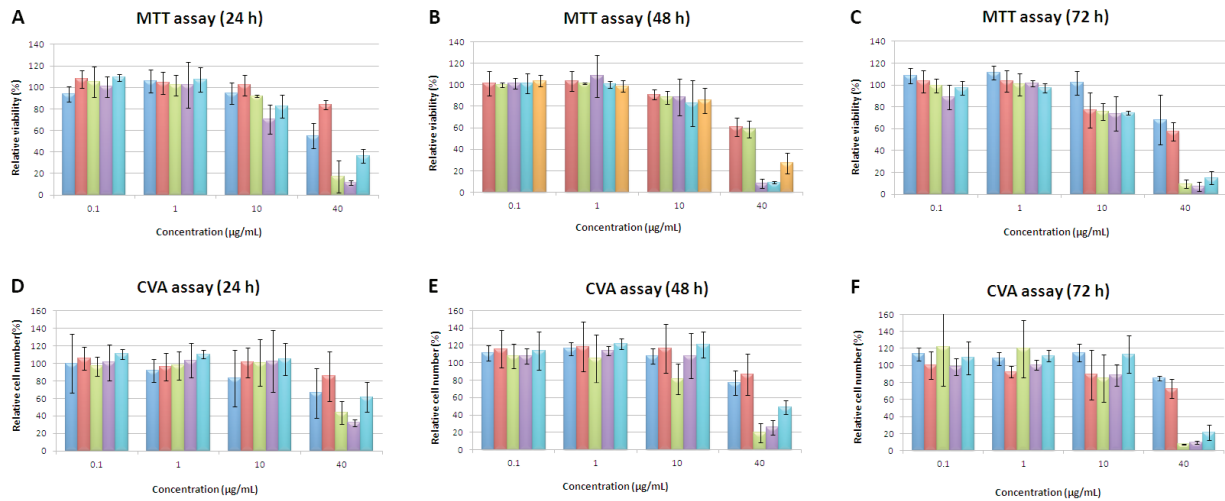 A
MTT assay (24 h)
Relative viability (%)
140
120
100
80
60
40
20
0
0.1 1 10 40
Concentration (µg/mL)
B
MTT assay (48 h)
Relative viability (%)
140
120
100
80
60
40
20
0
0.1 1 10 40
Concentration (µg/mL)
C
MTT assay (72 h)
Relative viability (%)
140
120
100
80
60
40
20
0
0.1 1 10 40
Concentration (µg/mL)
D
CVA assay (24 h)
Relative cell number(%)
160
140
120
100
80
60
40
20
0
0.1 1 10 40
Concentration (µg/mL)
E
CVA assay (48 h)
Relative cell number(%)
160
140
120
100
80
60
40
20
0
0.1 1 10 40
Concentration (µg/mL)
F
CVA assay (72 h)
Relative cell number (%)
160
140
120
100
80
60
40
20
0
0.1 1 10 40
Concentration (µg/mL)